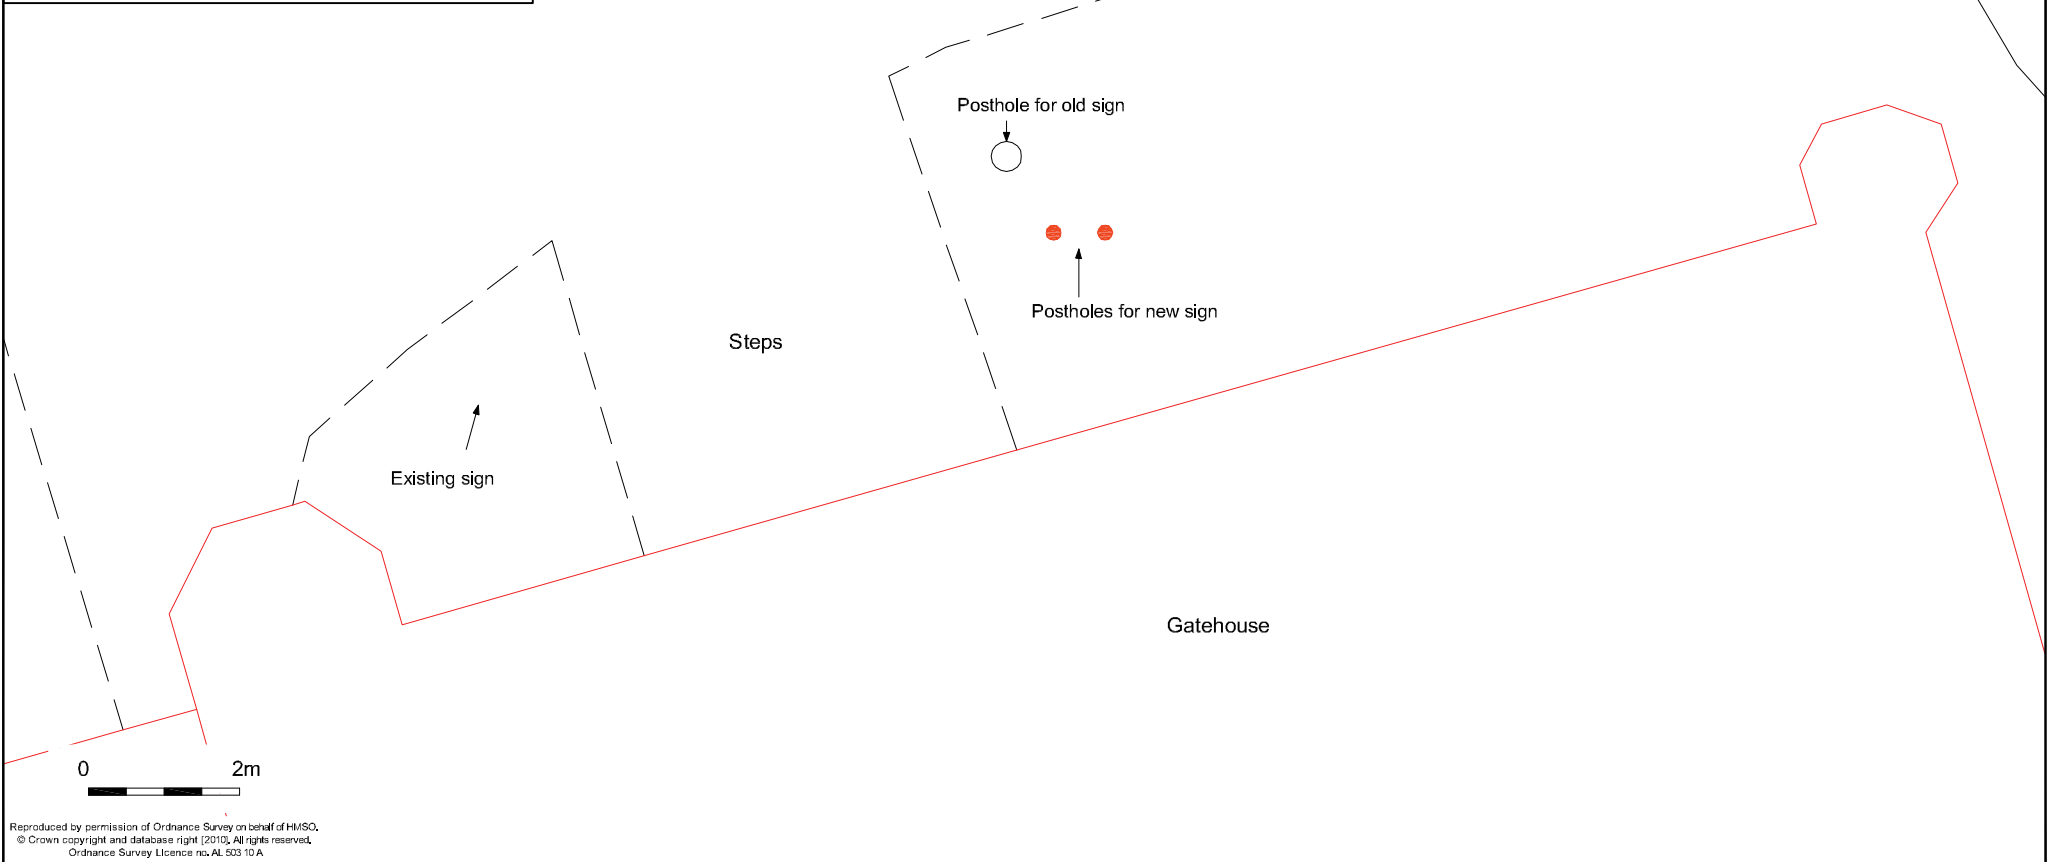 Posthole for old sign
Postholes for new sign
Steps
Existing sign
Gatehouse
0 2m
Reproduced by permission of Ordnance Survey on behalf of HMSO.
© Crown copyright and database right [2010]. All rights reserved.
Ordnance Survey Licence no. AL 503 10 A